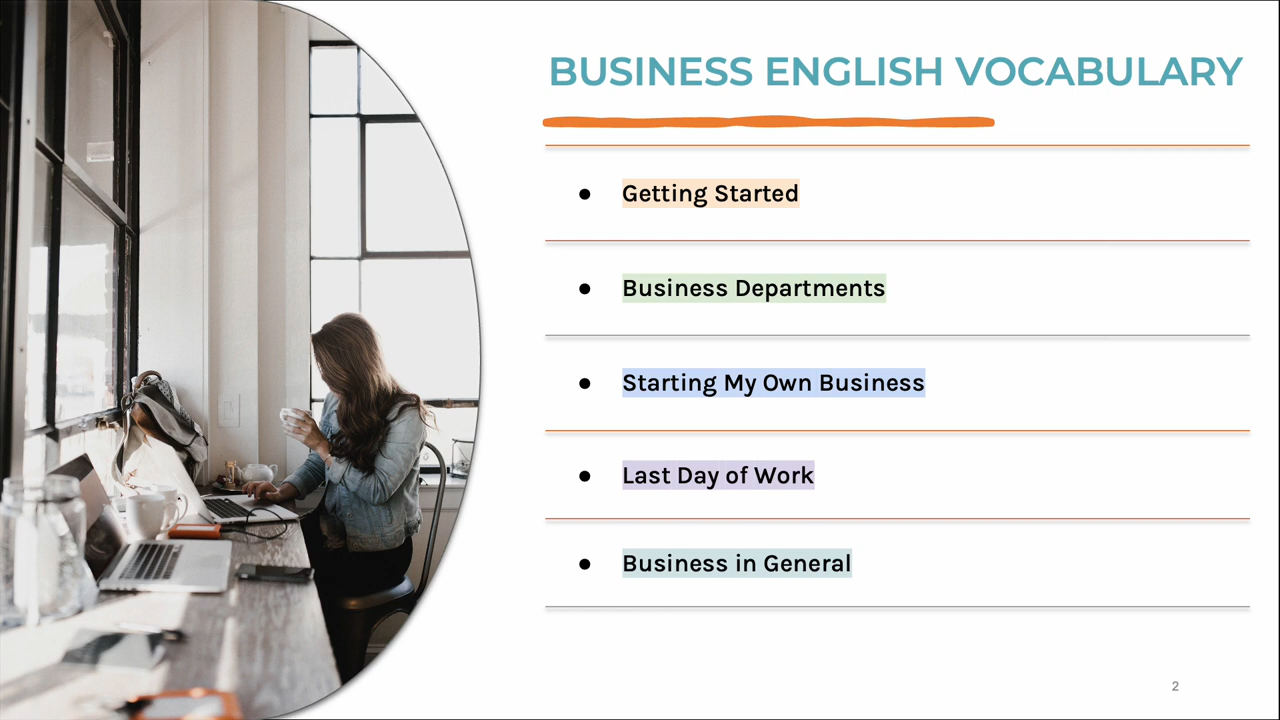 BUSINESS ENGLISH VOCABULARY
● Getting Started
● Business Departments
● Starting My Own Business
● Last Day of Work
● Business in General
2